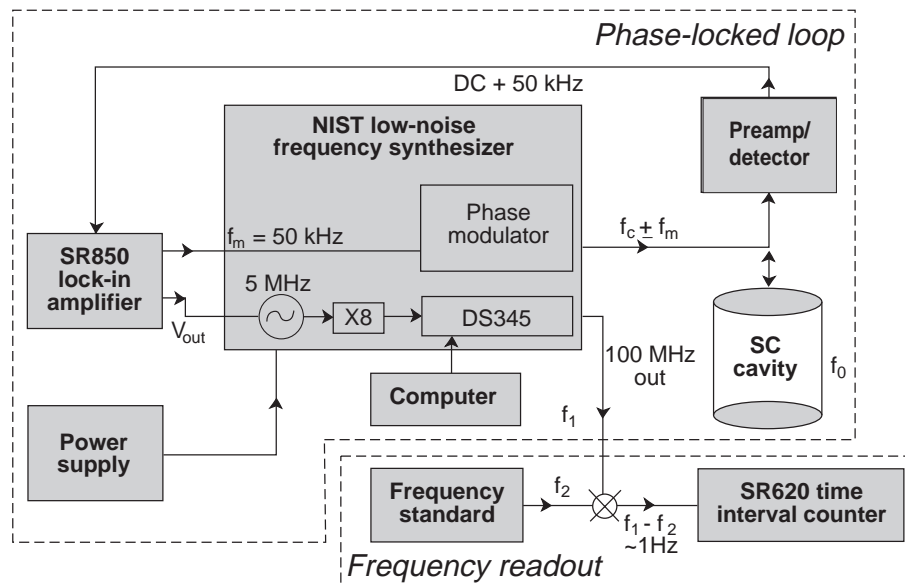 Phase-locked loop
DC + 50 kHz
NIST low-noise
frequency synthesizer
Preamp/
detector
Phase
modulator
f_m = 50 kHz
f_c ± f_m
SR850
lock-in
amplifier
5 MHz
X8
DS345
V_out
SC
cavity
f_0
100 MHz
out
Computer
f_1
Power
supply
Frequency
standard
f_2
f_1 - f_2
~1Hz
SR620 time
interval counter
Frequency readout